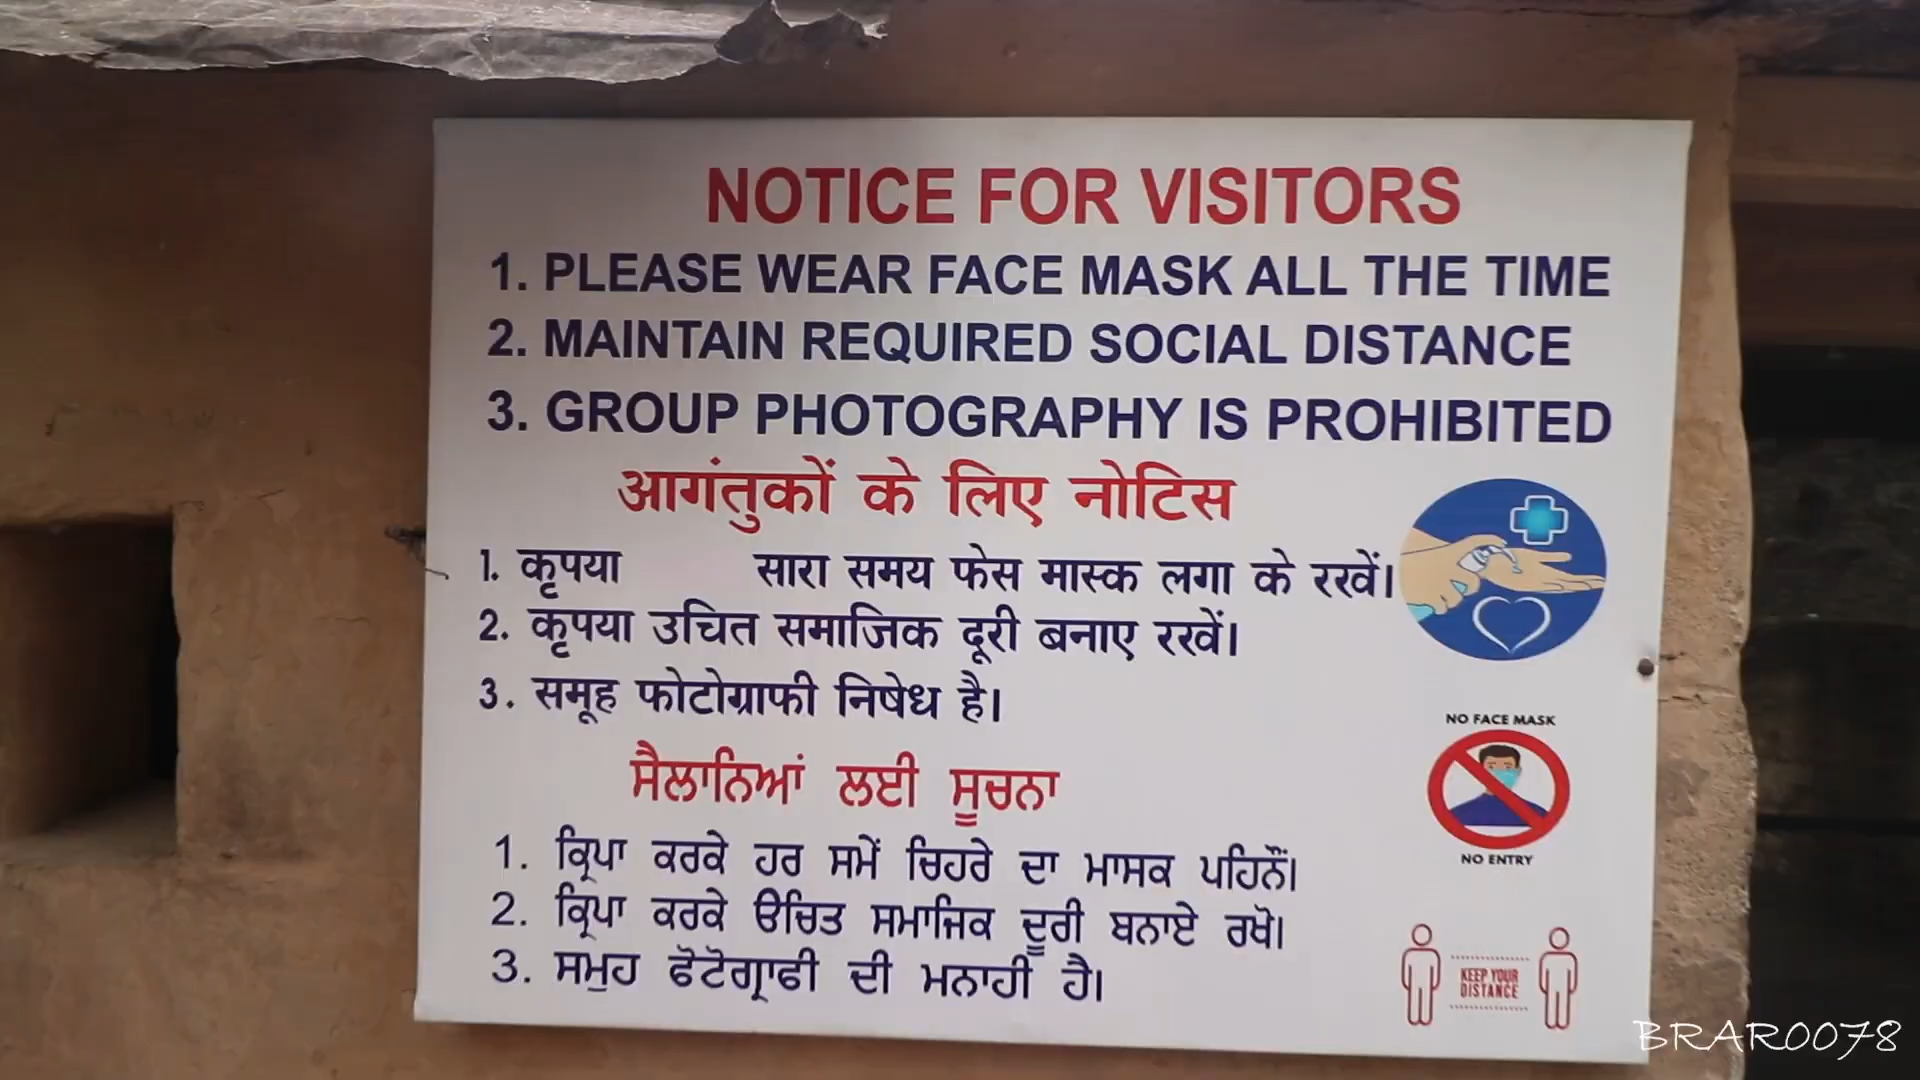 NOTICE FOR VISITORS
1. PLEASE WEAR FACE MASK ALL THE TIME
2. MAINTAIN REQUIRED SOCIAL DISTANCE
3. GROUP PHOTOGRAPHY IS PROHIBITED
आगंतुकों के लिए नोटिस
1. कृपया सारा समय फेस मास्क लगा के रखें।
2. कृपया उचित समाजिक दूरी बनाए रखें।
3. समूह फोटोग्राफी निषेध है।
NO FACE MASK
NO ENTRY
ਸੈਲਾਨਿਆਂ ਲਈ ਸੂਚਨਾ
1. ਕ੍ਰਿਪਾ ਕਰਕੇ ਹਰ ਸਮੇਂ ਚਿਹਰੇ ਦਾ ਮਾਸਕ ਪਹਿਨੌਂ।
2. ਕ੍ਰਿਪਾ ਕਰਕੇ ਉਚਿਤ ਸਮਾਜਿਕ ਦੂਰੀ ਬਨਾਏ ਰਖੋ।
3. ਸਮੁਹ ਫੋਟੋਗ੍ਰਾਫੀ ਦੀ ਮਨਾਹੀ ਹੈ।
KEEP YOUR
DISTANCE
BRAR0078